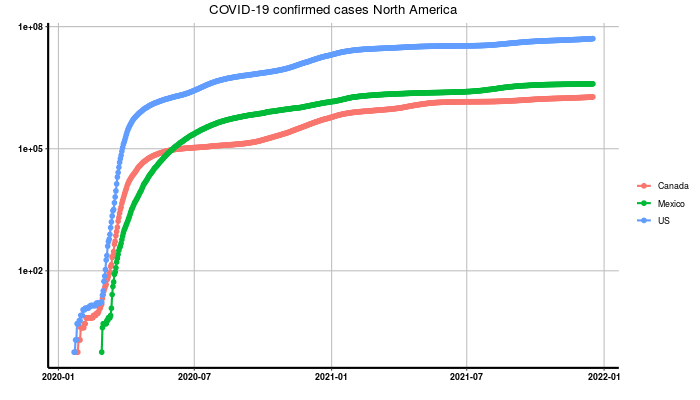 COVID-19 confirmed cases North America
1e+08
1e+05
1e+02
2020-01
2020-07
2021-01
2021-07
2022-01
Canada
Mexico
US